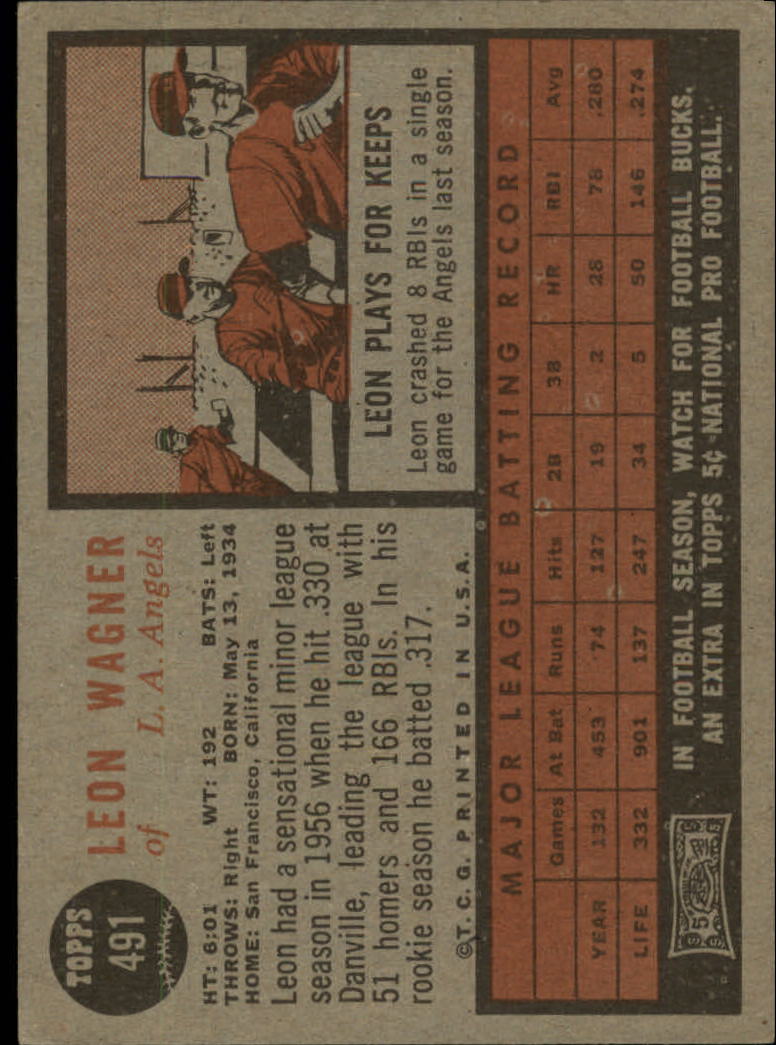 TOPPS
491
LEON WAGNER
of L. A. Angels
HT: 6:01 WT: 192 BATS: Left
THROWS: Right BORN: May 13, 1934
HOME: San Francisco, California
Leon had a sensational minor league
season in 1956 when he hit .330 at
Danville, leading the league with
51 homers and 166 RBIs. In his
rookie season he batted .317.
©T. C. G. PRINTED IN U.S.A.
LEON PLAYS FOR KEEPS
Leon crashed 8 RBIs in a single
game for the Angels last season.
MAJOR LEAGUE BATTING RECORD
Games At Bat Runs Hits 2B 3B HR RBI Avg
YEAR 132 453 74 127 19 2 28 78 .280
LIFE 332 901 137 247 34 5 50 146 .274
5
IN FOOTBALL SEASON, WATCH FOR FOOTBALL BUCKS.
AN EXTRA IN TOPPS 5¢ NATIONAL PRO FOOTBALL.